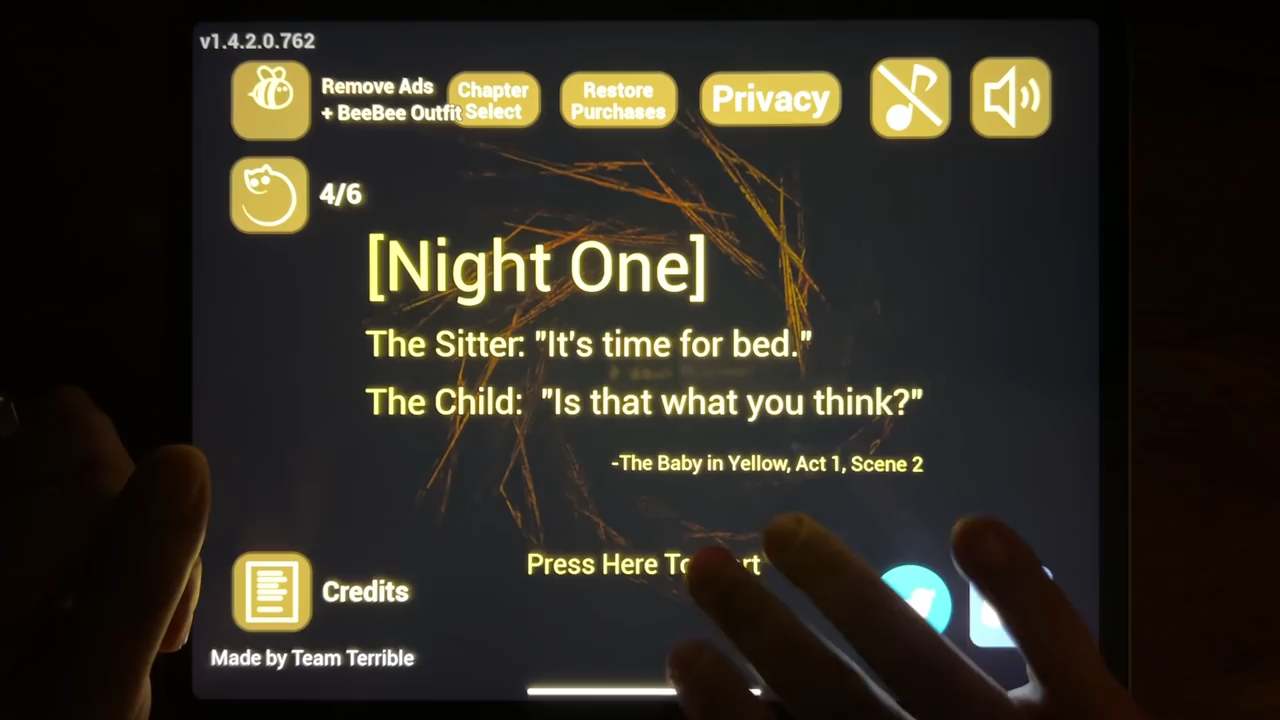 v1.4.2.0.762
Remove Ads
+ BeeBee Outfit
Chapter
Select
Restore
Purchases
Privacy
4/6
[Night One]
The Sitter: "It's time for bed."
The Child: "Is that what you think?"
-The Baby in Yellow, Act 1, Scene 2
Press Here To
Credits
Made by Team Terrible